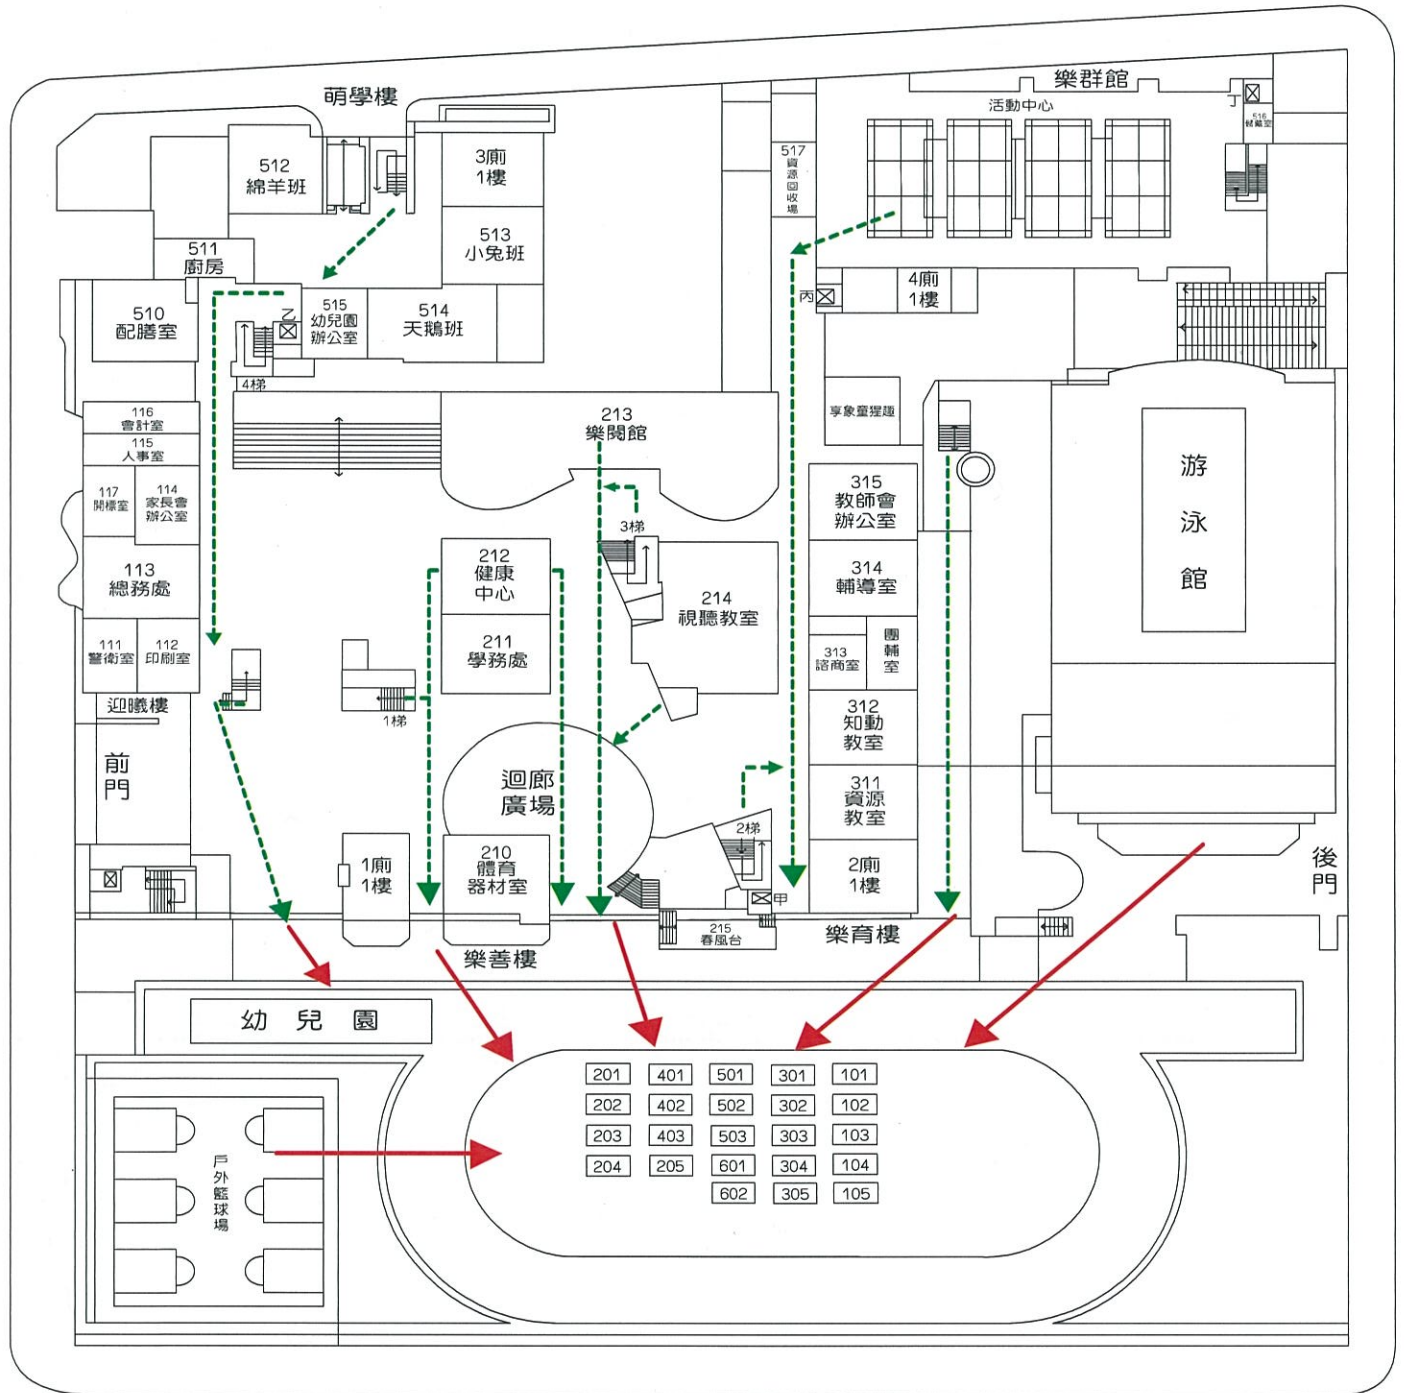 樂群館
萌學樓
活動中心
丁
516
儲藏室
512
綿羊班
3廁
1樓
517
資源回收場
513
小兔班
511
廚房
510
配膳室
乙
515
幼兒園
辦公室
514
天鵝班
丙
4廁
1樓
4梯
116
會計室
115
人事室
117
開標室
114
家長會
辦公室
113
總務處
111
警衛室
112
印刷室
迎曦樓
前門
213
樂閱館
3梯
212
健康
中心
211
學務處
214
視聽教室
1梯
迴廊
廣場
1廁
1樓
210
體育
器材室
2梯
甲
215
春風台
樂善樓
享象童猩趣
315
教師會
辦公室
314
輔導室
313
諮商室
團輔室
312
知動
教室
311
資源
教室
2廁
1樓
樂育樓
游泳館
後門
幼兒園
戶外籃球場
201 401 501 301 101
202 402 502 302 102
203 403 503 303 103
204 205 601 304 104
602 305 105